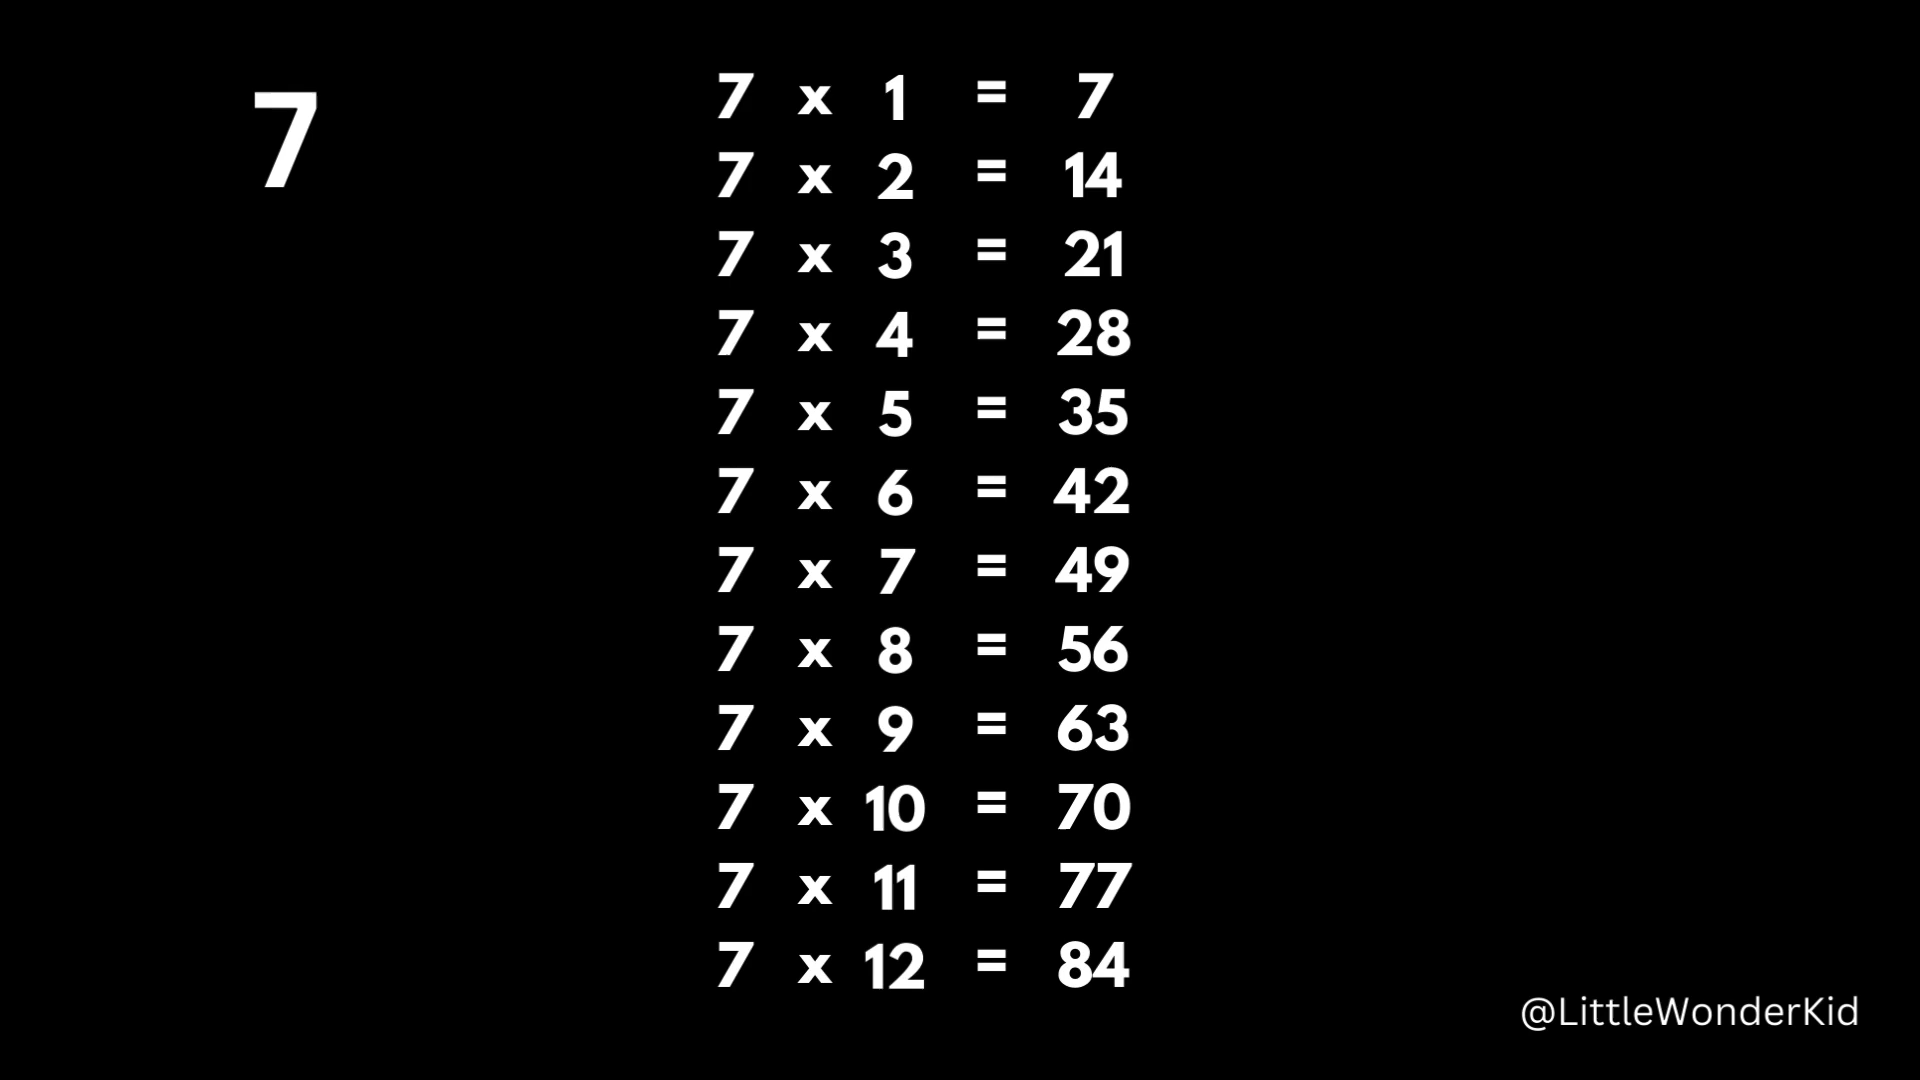 7
7 x 1 = 7
7 x 2 = 14
7 x 3 = 21
7 x 4 = 28
7 x 5 = 35
7 x 6 = 42
7 x 7 = 49
7 x 8 = 56
7 x 9 = 63
7 x 10 = 70
7 x 11 = 77
7 x 12 = 84
@LittleWonderKid